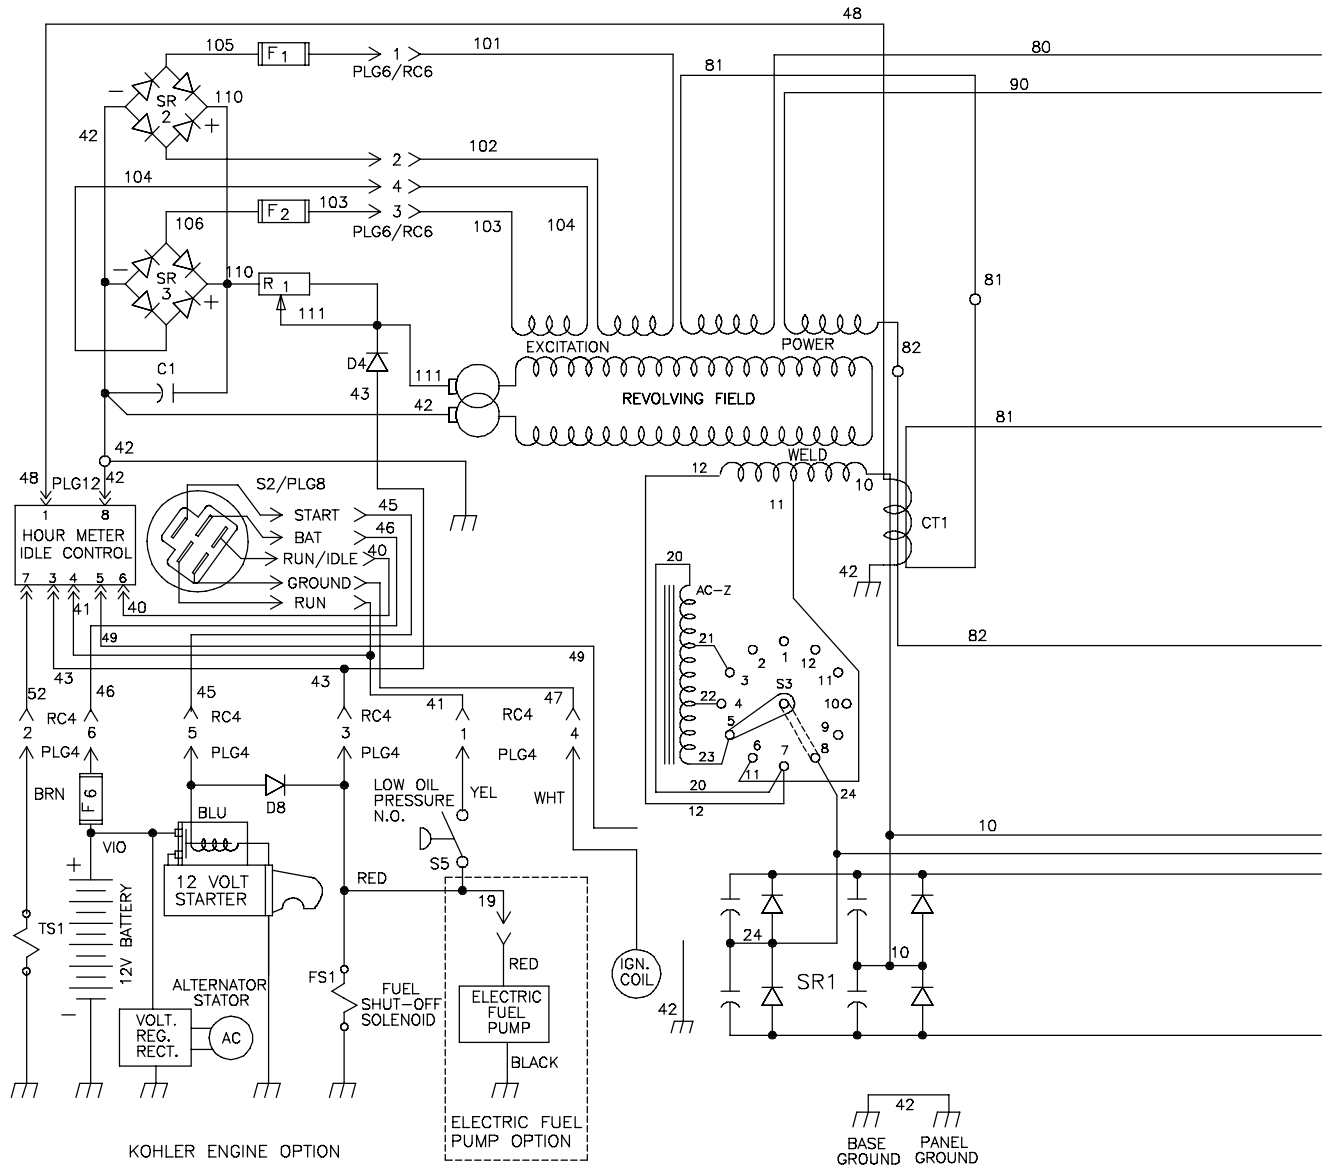 48
105
F 1
1
101
PLG6/RC6
80
81
90
SR
2
-
+
110
42
2
102
104
4
106
F 2
103
3
103
104
PLG6/RC6
SR
3
-
+
110
R 1
111
81
EXCITATION
POWER
82
C1
D4
43
111
42
REVOLVING FIELD
81
42
WELD
12
10
11
48
PLG12
42
S2/PLG8
1
8
HOUR METER
IDLE CONTROL
7
3
4
5
6
START
45
BAT
46
RUN/IDLE
40
GROUND
RUN
CT1
42
41
40
49
49
20
AC-Z
21
22
23
82
1
2
3
4
5
6
7
8
9
10
11
12
S3
11
20
12
24
43
52
46
45
43
41
47
RC4
RC4
RC4
2
6
5
3
1
4
PLG4
PLG4
PLG4
BRN
F 6
D8
LOW OIL
PRESSURE
N.O.
YEL
WHT
BLU
VIO
S5
10
+
12 VOLT
STARTER
RED
19
TS1
12V BATTERY
-
24
10
SR1
RED
IGN.
COIL
FS1
FUEL
SHUT-OFF
SOLENOID
ALTERNATOR
STATOR
VOLT.
REG.
RECT.
AC
ELECTRIC
FUEL
PUMP
42
BLACK
42
ELECTRIC FUEL
PUMP OPTION
KOHLER ENGINE OPTION
BASE
GROUND
PANEL
GROUND